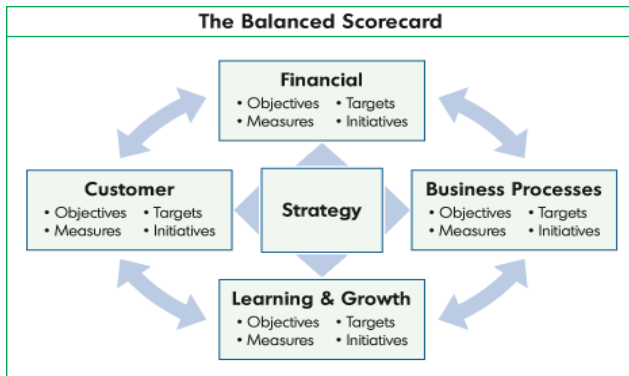 The Balanced Scorecard
Financial
• Objectives • Targets
• Measures • Initiatives
Customer
• Objectives • Targets
• Measures • Initiatives
Strategy
Business Processes
• Objectives • Targets
• Measures • Initiatives
Learning & Growth
• Objectives • Targets
• Measures • Initiatives